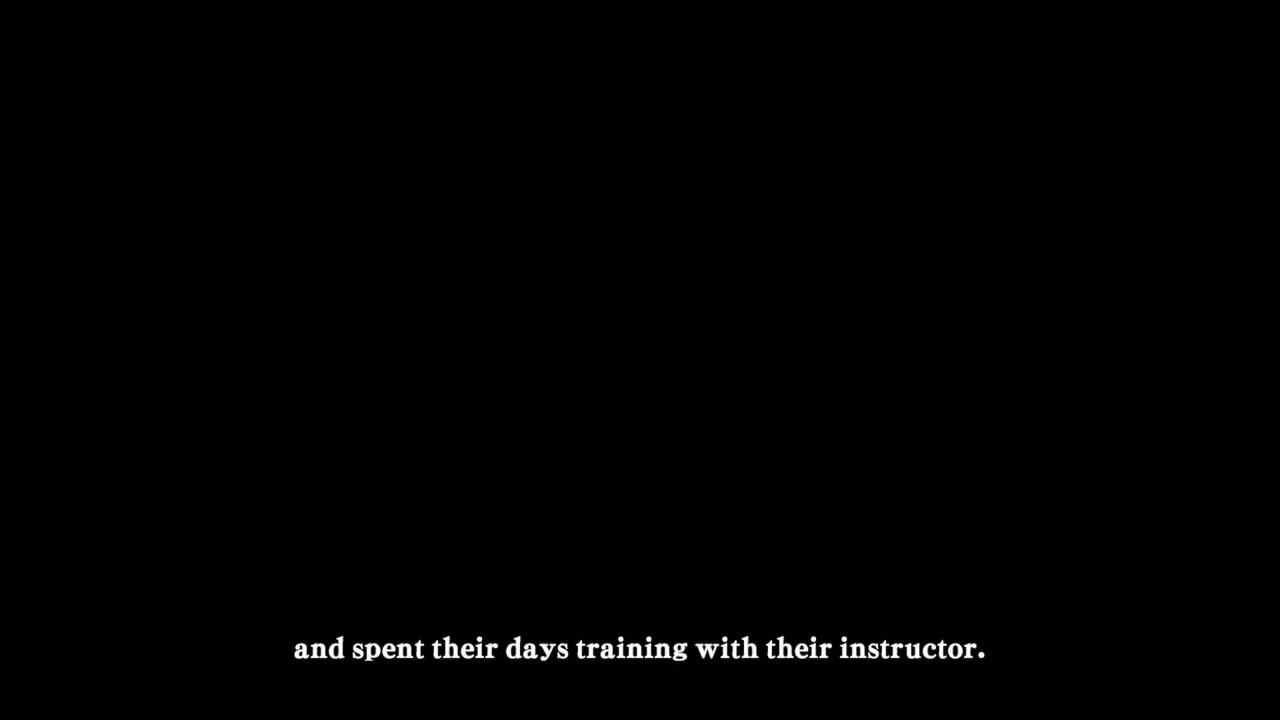 and spent their days training with their instructor.